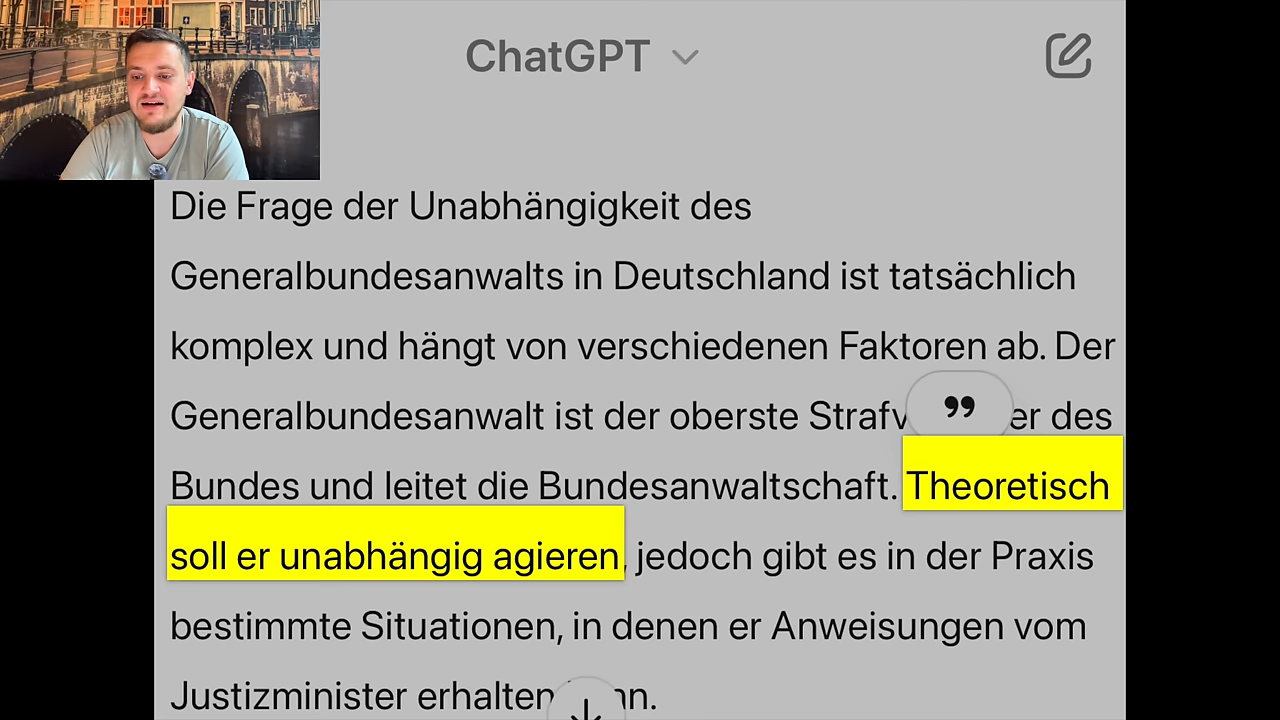 ChatGPT
Die Frage der Unabhängigkeit des
Generalbundesanwalts in Deutschland ist tatsächlich
komplex und hängt von verschiedenen Faktoren ab. Der
Generalbundesanwalt ist der oberste des
Bundes und leitet die Bundesanwaltschaft. Theoretisch
soll er unabhängig agieren, jedoch gibt es in der Praxis
bestimmte Situationen, in denen er Anweisungen vom
Justizminister erhalten